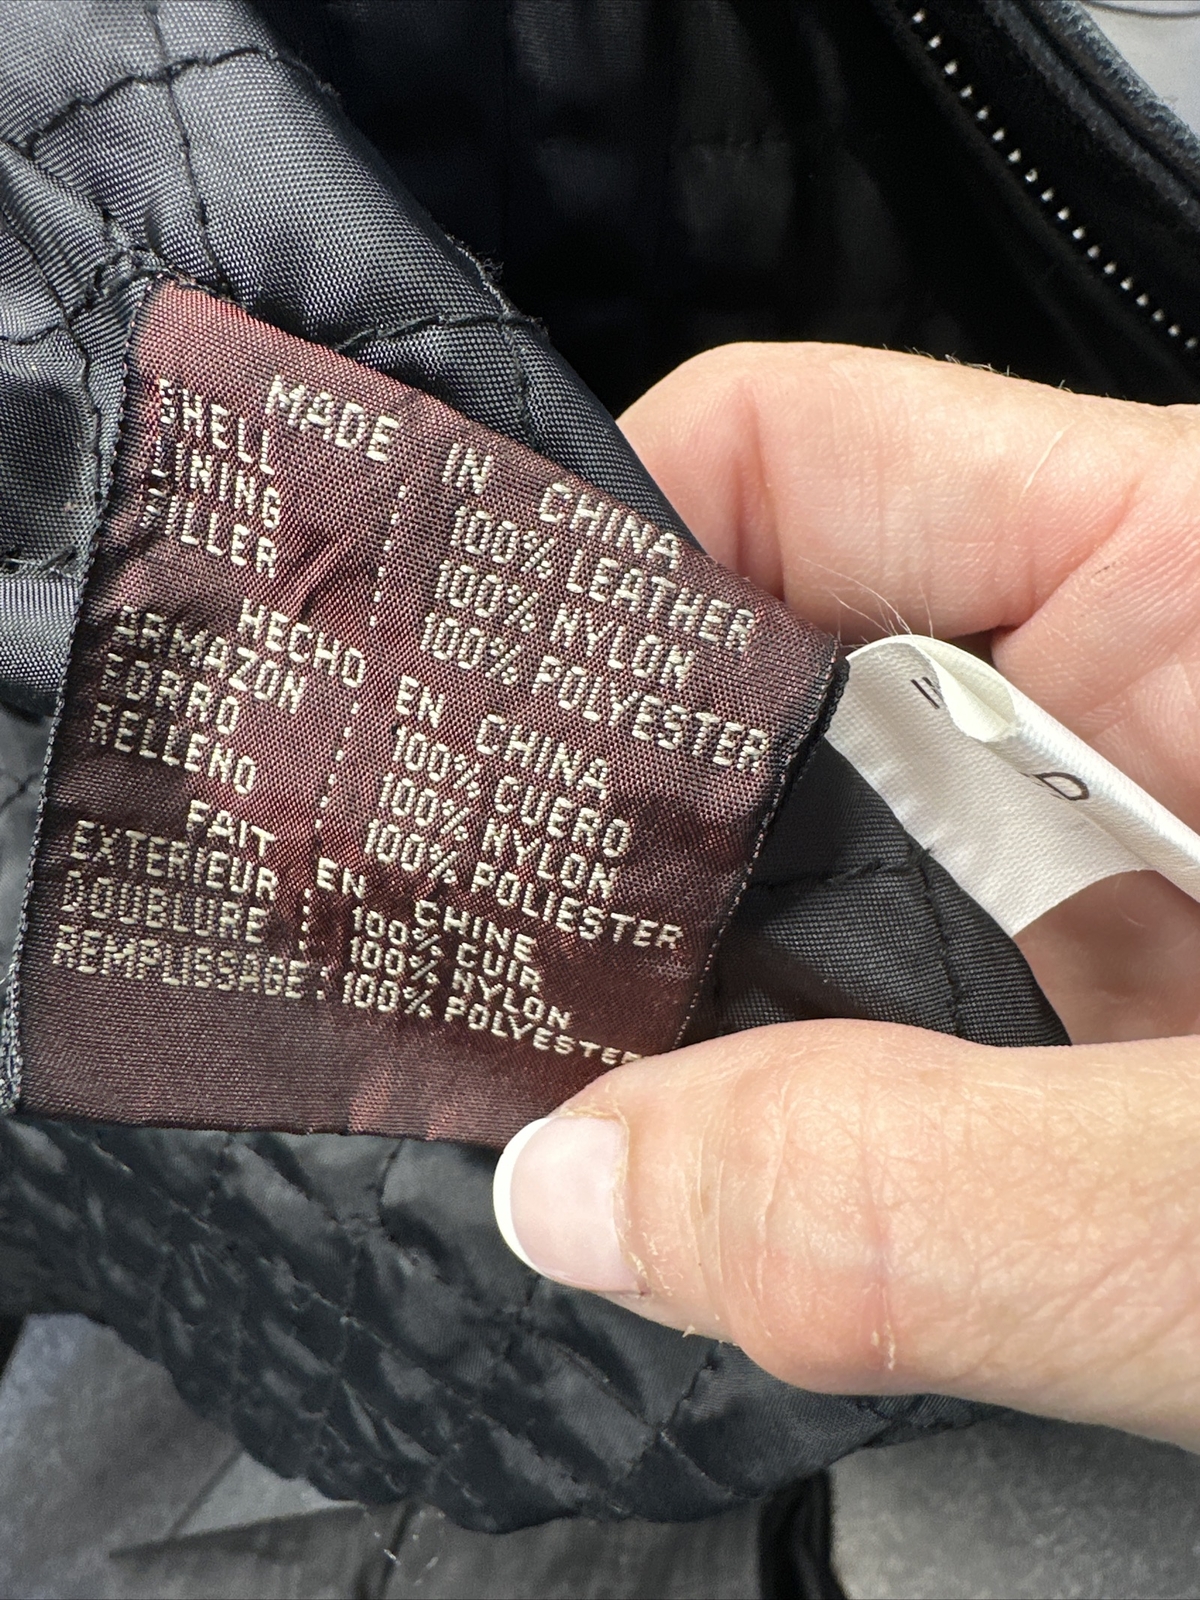 MADE IN CHINA
SHELL : 100% LEATHER
LINING : 100% NYLON
FILLER : 100% POLYESTER
HECHO EN CHINA
ARMAZON : 100% CUERO
FORRO : 100% NYLON
RELLENO : 100% POLIESTER
FAIT EN CHINE
EXTERIEUR : 100% CUIR
DOUBLURE : 100% NYLON
REMPLISSAGE: 100% POLYESTER